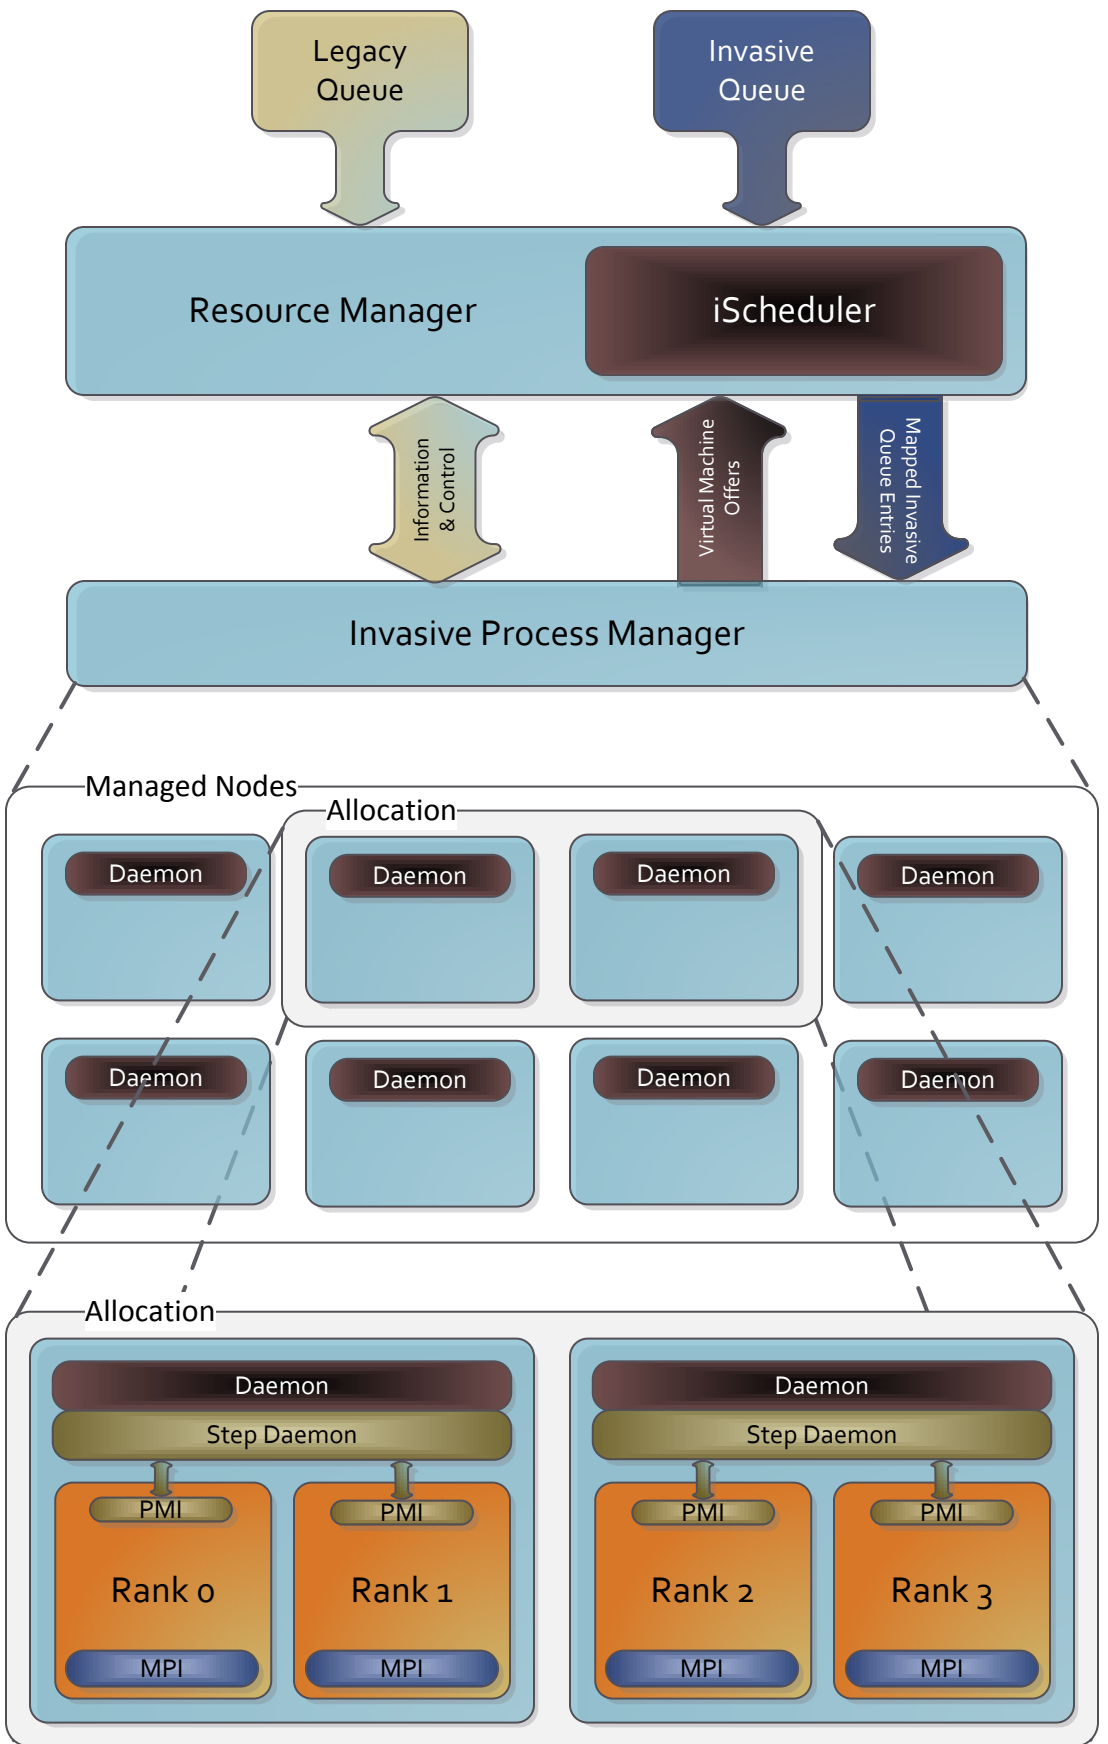 Legacy
Queue
Invasive
Queue
Resource Manager
iScheduler
Information
& Control
Virtual Machine
Offers
Mapped Invasive
Queue Entries
Invasive Process Manager
Managed Nodes
Allocation
Daemon
Daemon
Daemon
Daemon
Daemon
Daemon
Daemon
Daemon
Allocation
Daemon
Daemon
Step Daemon
Step Daemon
PMI
PMI
PMI
PMI
Rank 0
Rank 1
Rank 2
Rank 3
MPI
MPI
MPI
MPI